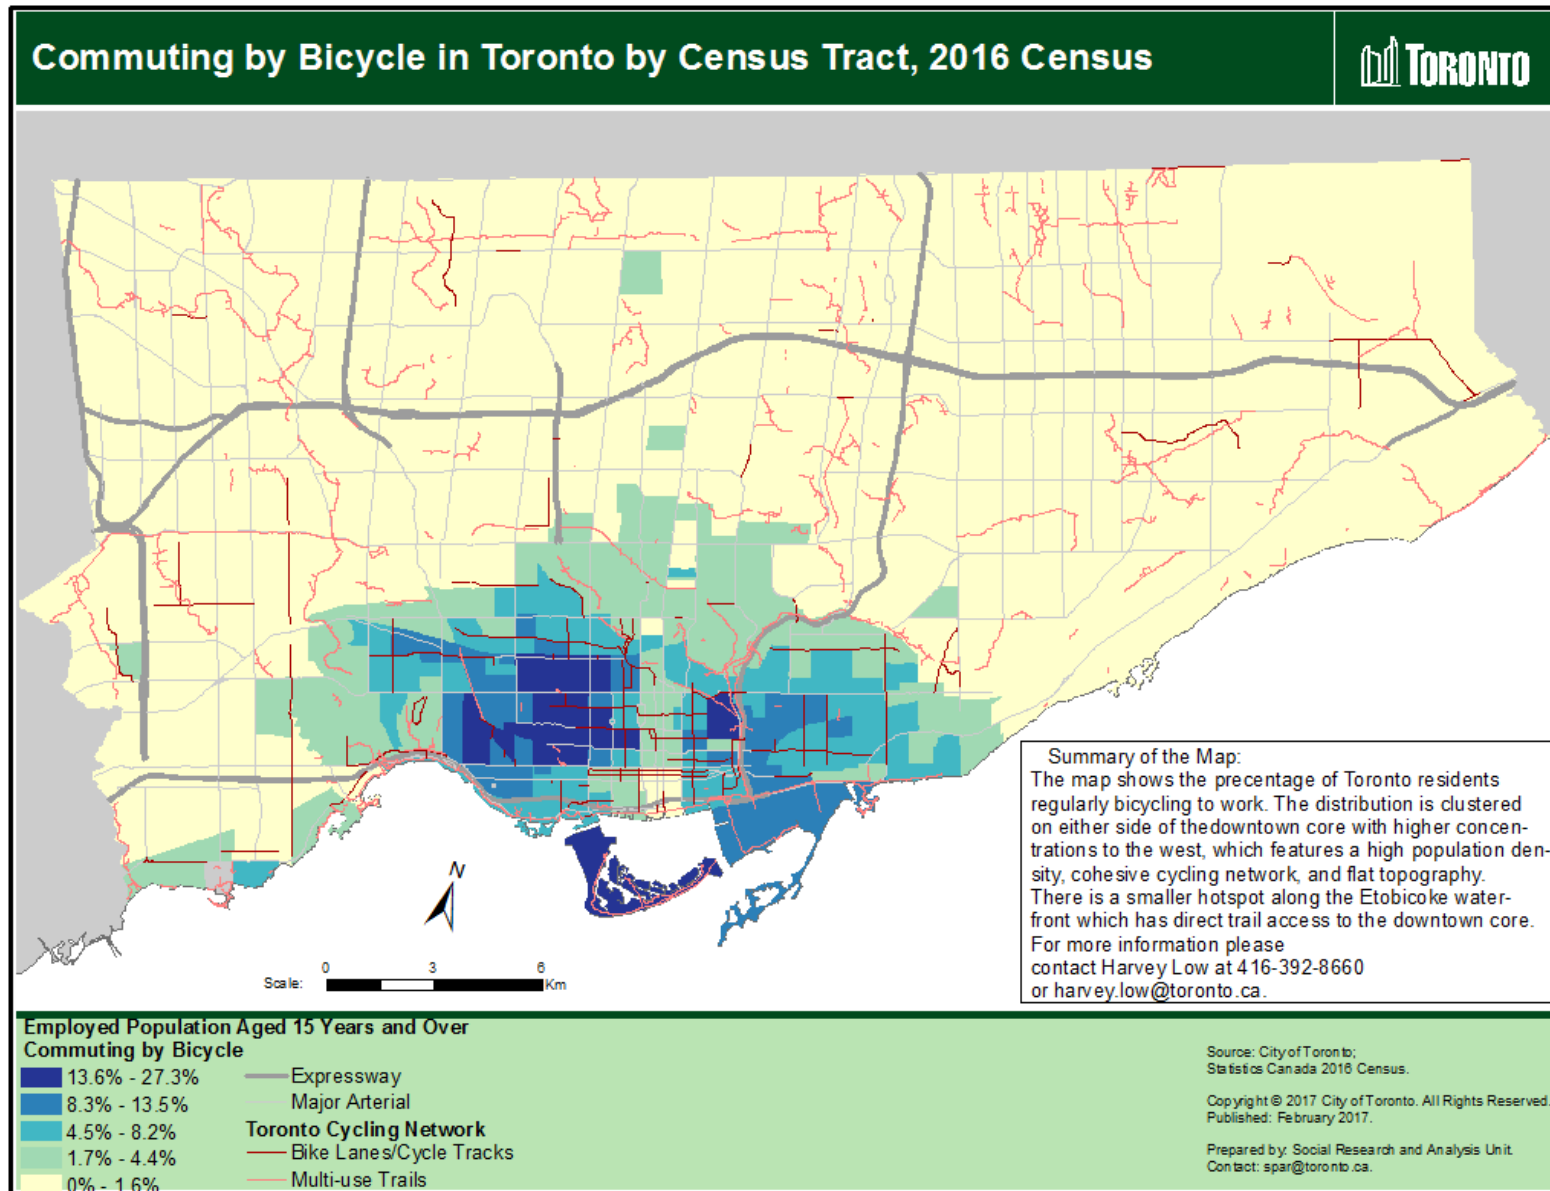 Commuting by Bicycle in Toronto by Census Tract, 2016 Census
TORONTO
Summary of the Map:
The map shows the precentage of Toronto residents
regularly bicycling to work. The distribution is clustered
on either side of thedowntown core with higher concen-
trations to the west, which features a high population den-
sity, cohesive cycling network, and flat topography.
There is a smaller hotspot along the Etobicoke water-
front which has direct trail access to the downtown core.
For more information please
contact Harvey Low at 416-392-8660
or harvey.low@toronto.ca.
N
Scale: 0 3 6 Km
Employed Population Aged 15 Years and Over
Commuting by Bicycle
13.6% - 27.3%
8.3% - 13.5%
4.5% - 8.2%
1.7% - 4.4%
0% - 1.6%
Expressway
Major Arterial
Toronto Cycling Network
Bike Lanes/Cycle Tracks
Multi-use Trails
Source: City of Toronto;
Statistics Canada 2016 Census.
Copyright © 2017 City of Toronto. All Rights Reserved.
Published: February 2017.
Prepared by: Social Research and Analysis Unit.
Contact: spar@toronto.ca.